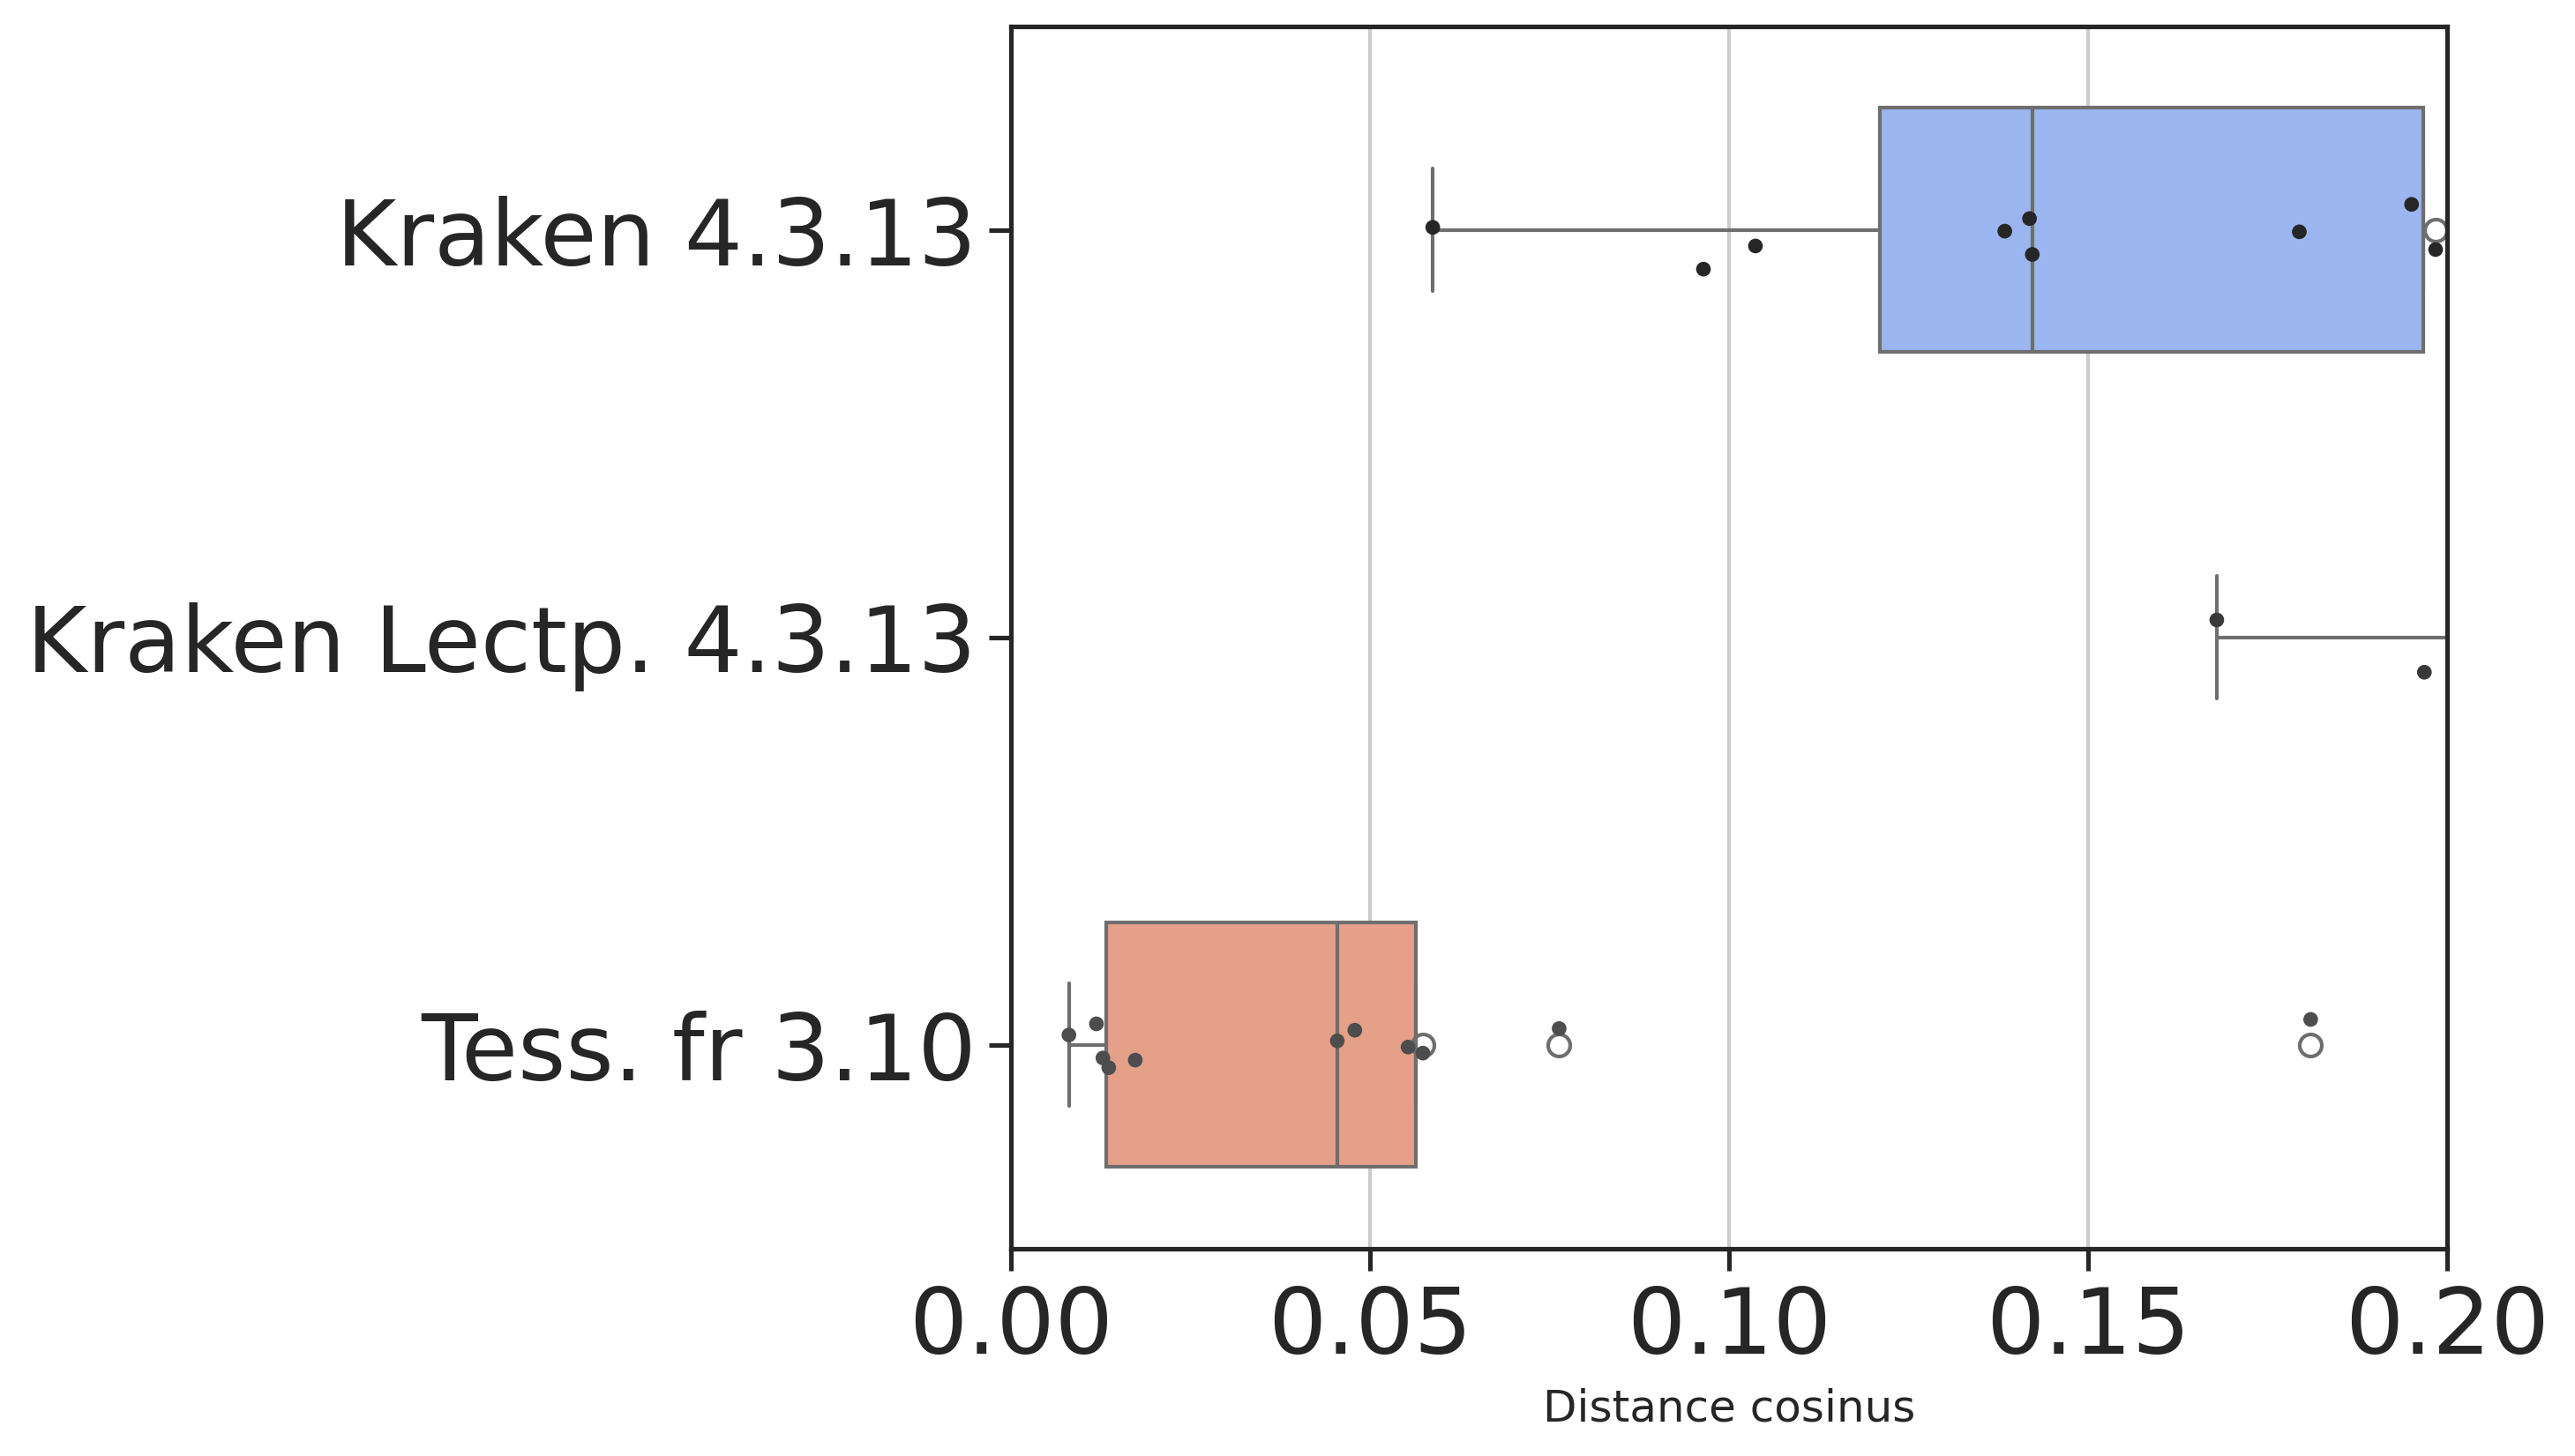 Kraken 4.3.13
Kraken Lectp. 4.3.13
Tess. fr 3.10
0.00 0.05 0.10 0.15 0.20
Distance cosinus